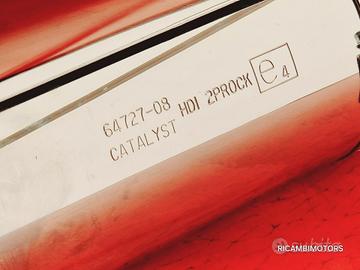 64727-08 HDI 2PROCK e4
CATALYST
RICAMBIMOTORS